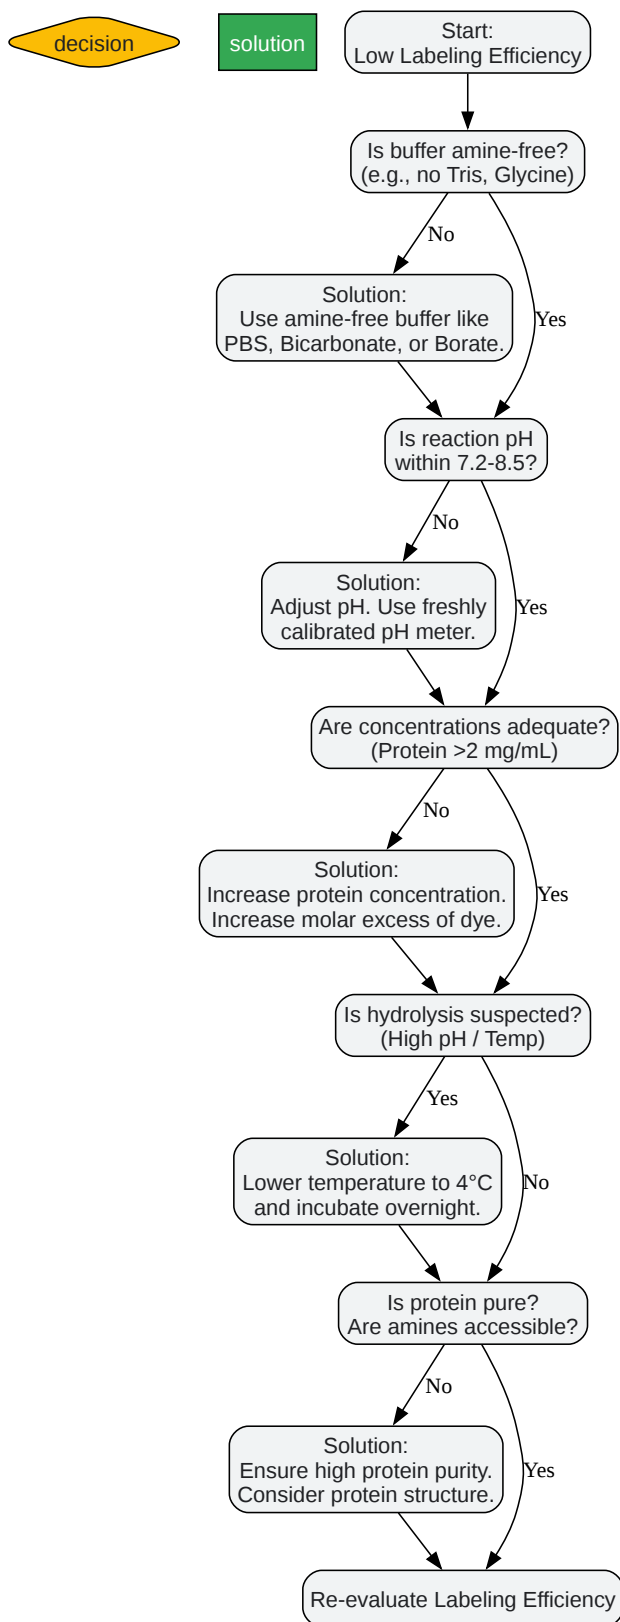 decision
solution
Start:
Low Labeling Efficiency
Is buffer amine-free?
(e.g., no Tris, Glycine)
No
Solution:
Use amine-free buffer like
PBS, Bicarbonate, or Borate.
Yes
Is reaction pH
within 7.2-8.5?
No
Solution:
Adjust pH. Use freshly
calibrated pH meter.
Yes
Are concentrations adequate?
(Protein >2 mg/mL)
No
Solution:
Increase protein concentration.
Increase molar excess of dye.
Yes
Is hydrolysis suspected?
(High pH / Temp)
Yes
Solution:
Lower temperature to 4°C
and incubate overnight.
No
Is protein pure?
Are amines accessible?
No
Solution:
Ensure high protein purity.
Consider protein structure.
Yes
Re-evaluate Labeling Efficiency